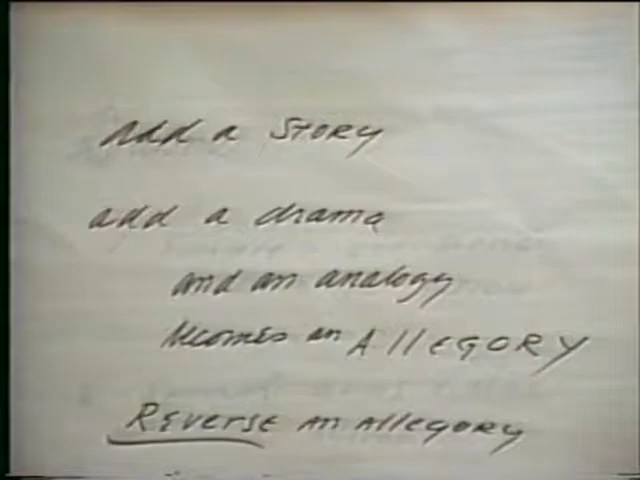 add a STORY
add a drama
and an analogy
becomes an AllEGORY
REVERSE an AllEGORY